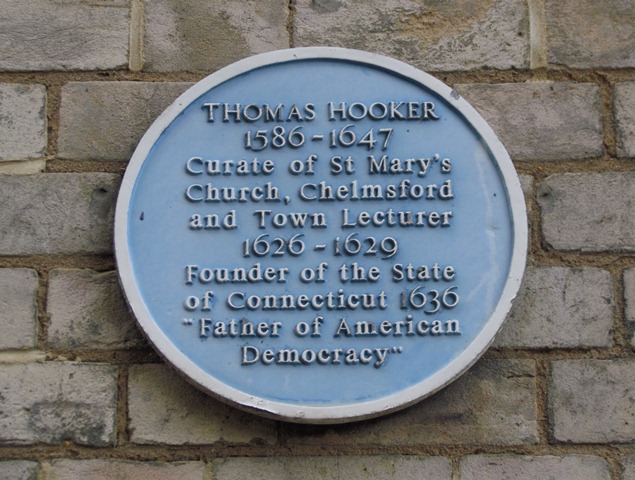 THOMAS HOOKER
1586 - 1647
Curate of St Mary's
Church, Chelmsford
and Town Lecturer
1626 - 1629
Founder of the State
of Connecticut 1636
"Father of American
Democracy"